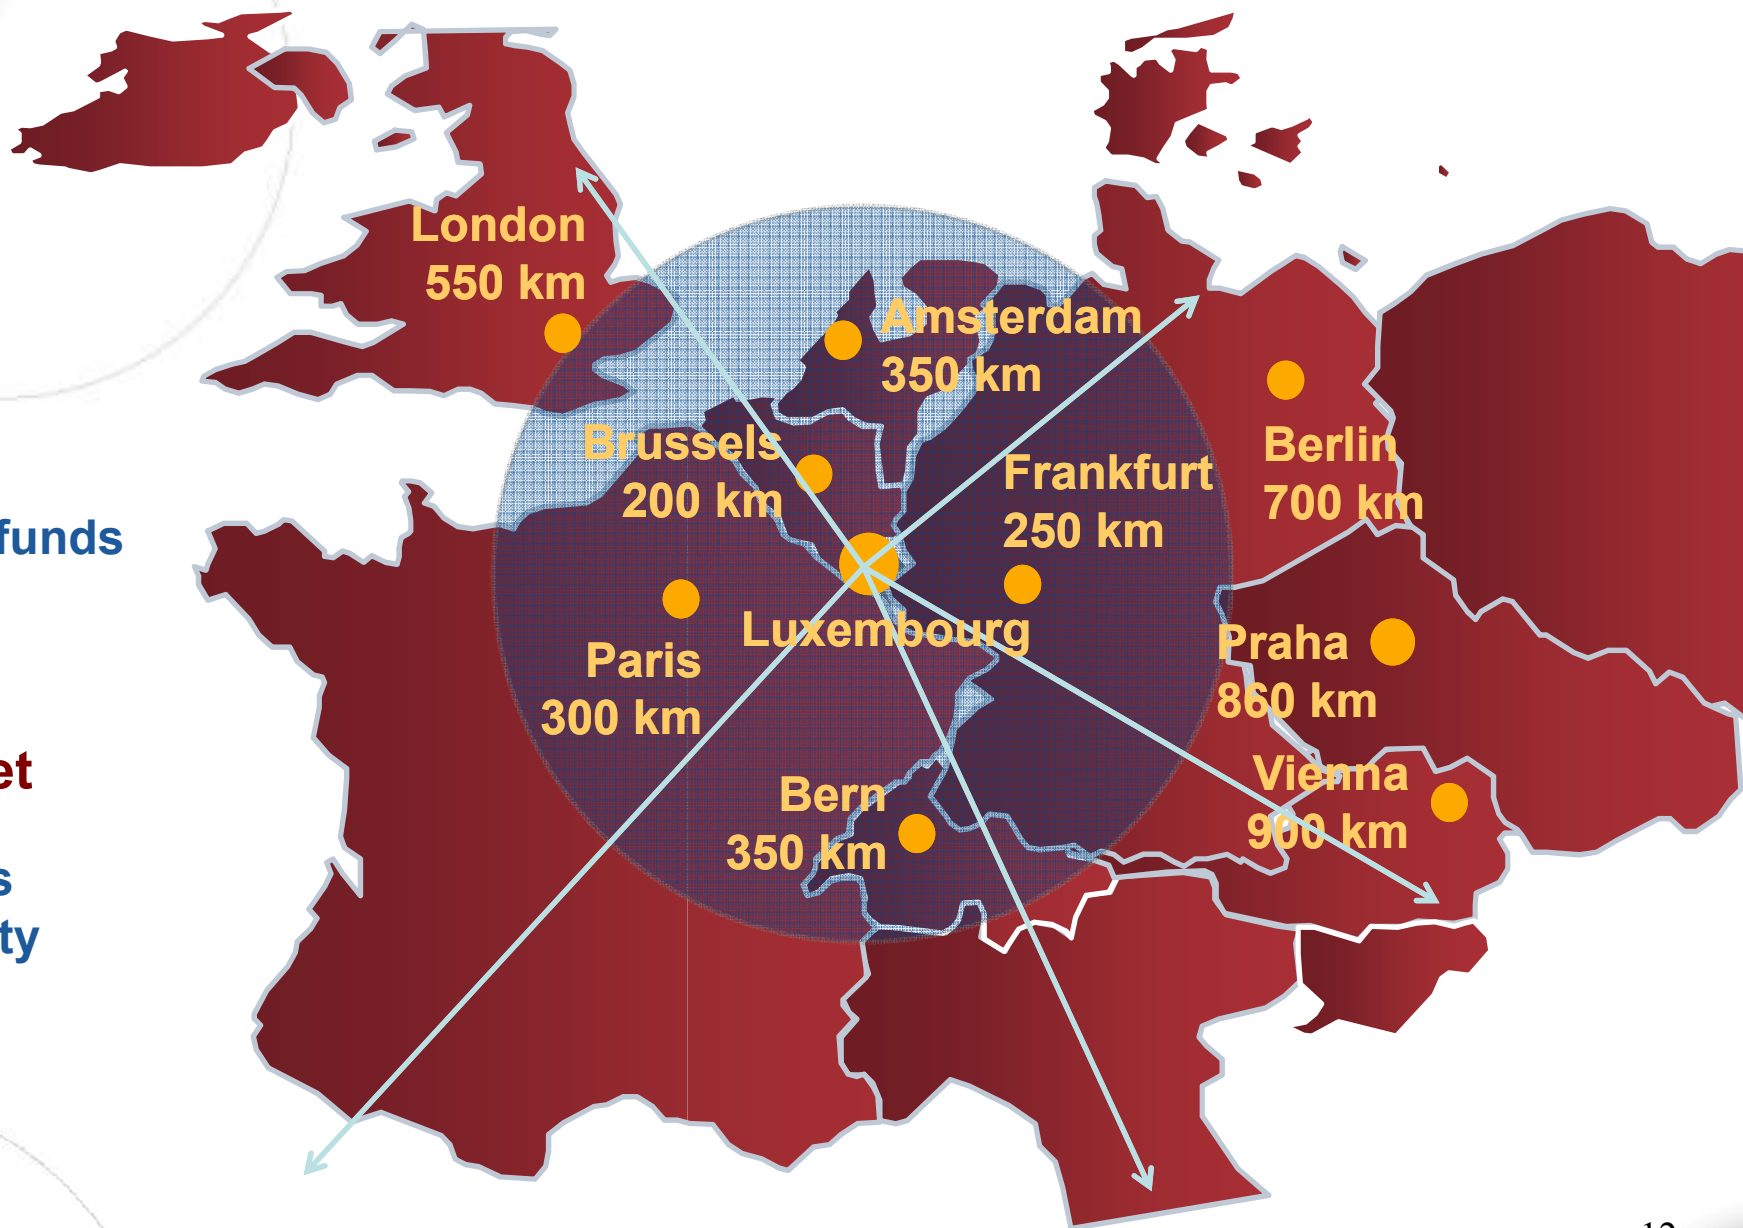 London
550 km
Amsterdam
350 km
Brussels
200 km
Frankfurt
250 km
Berlin
700 km
funds
Luxembourg
Paris
300 km
Praha
860 km
et
Vienna
900 km
Bern
350 km
s
ty